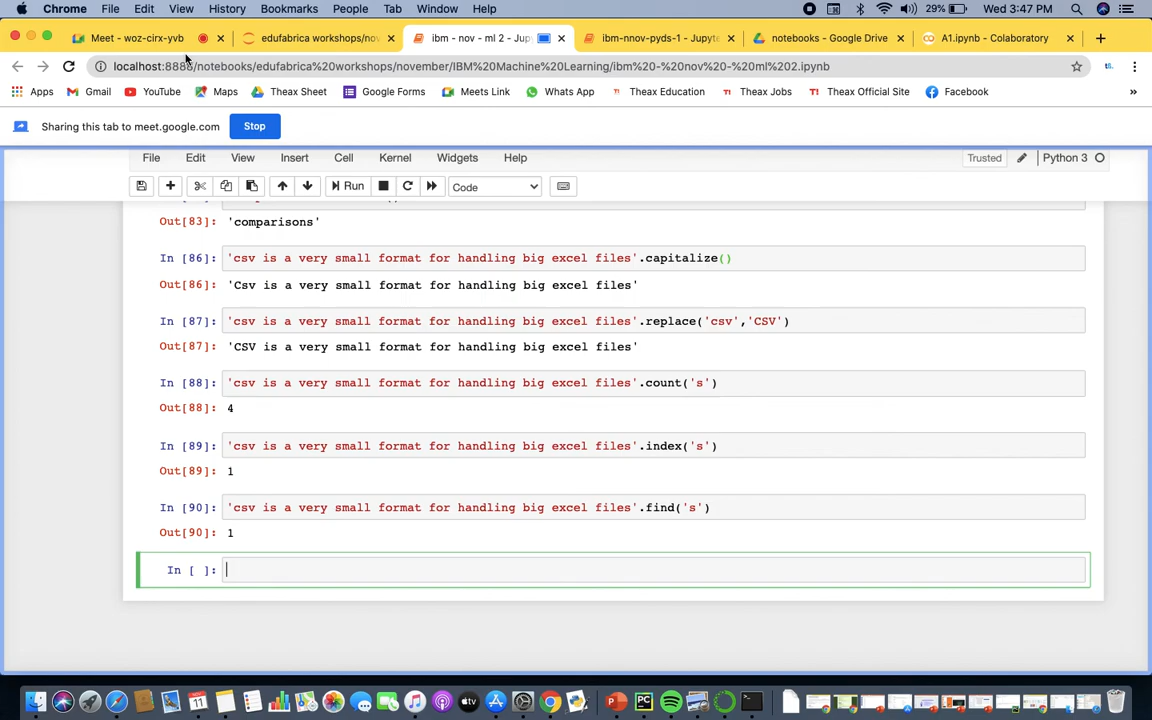 Chrome File Edit View History Bookmarks People Tab Window Help 29% Wed 3:47 PM
Meet - woz-cirx-yvb edufabrica workshops/nov ibm - nov - ml 2 - Jup ibm-nnov-pyds-1 - Jupyte notebooks - Google Drive A1.ipynb - Colaboratory
localhost:8888/notebooks/edufabrica%20workshops/november/IBM%20Machine%20Learning/ibm%20-%20nov%20-%20ml%202.ipynb
Apps Gmail YouTube Maps Theax Sheet Google Forms Meets Link Whats App Theax Education Theax Jobs Theax Official Site Facebook »
Sharing this tab to meet.google.com Stop
File Edit View Insert Cell Kernel Widgets Help Trusted Python 3
Run Code
Out[83]: 'comparisons'
In [86]: 'csv is a very small format for handling big excel files'.capitalize()
Out[86]: 'Csv is a very small format for handling big excel files'
In [87]: 'csv is a very small format for handling big excel files'.replace('csv','CSV')
Out[87]: 'CSV is a very small format for handling big excel files'
In [88]: 'csv is a very small format for handling big excel files'.count('s')
Out[88]: 4
In [89]: 'csv is a very small format for handling big excel files'.index('s')
Out[89]: 1
In [90]: 'csv is a very small format for handling big excel files'.find('s')
Out[90]: 1
In [ ]: